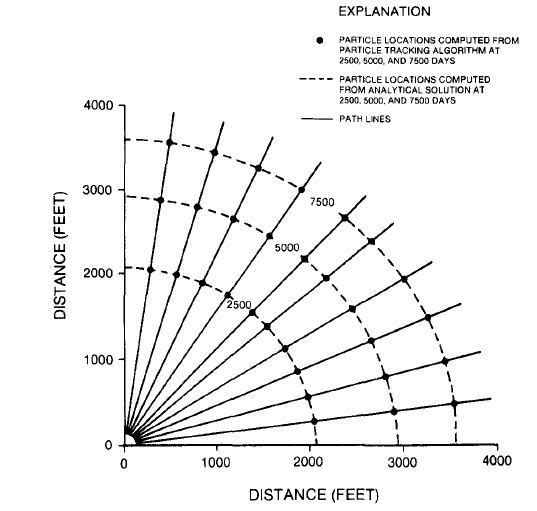 EXPLANATION
PARTICLE LOCATIONS COMPUTED FROM
PARTICLE TRACKING ALGORITHM AT
2500, 5000, AND 7500 DAYS
PARTICLE LOCATIONS COMPUTED
FROM ANALYTICAL SOLUTION AT
2500, 5000, AND 7500 DAYS
PATH LINES
4000
3000
2000
1000
0
DISTANCE (FEET)
7500
5000
2500
0
1000
2000
3000
4000
DISTANCE (FEET)